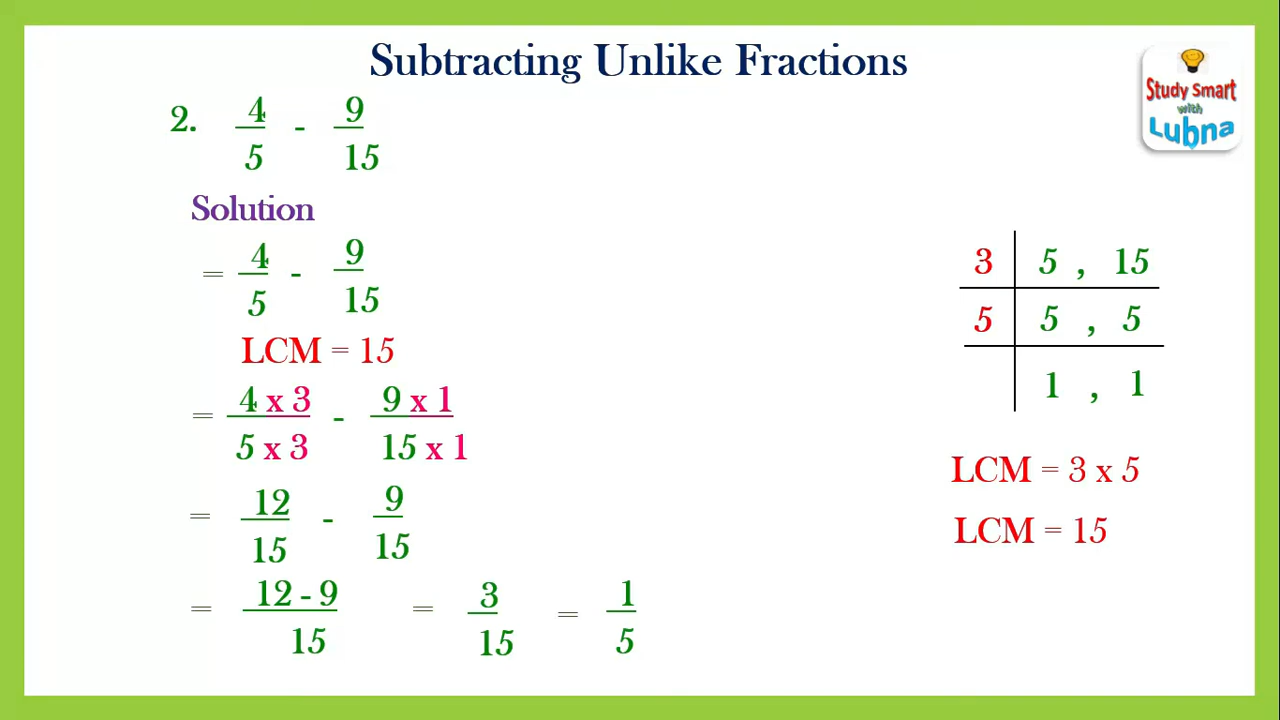 Subtracting Unlike Fractions
Study Smart
with
Lubna
2. 4/5 - 9/15
Solution
= 4/5 - 9/15
LCM = 15
= 4 x 3/5 x 3 - 9 x 1/15 x 1
= 12/15 - 9/15
= 12 - 9/15 = 3/15 = 1/5
3 | 5 , 15
5 | 5 , 5
| 1 , 1
LCM = 3 x 5
LCM = 15